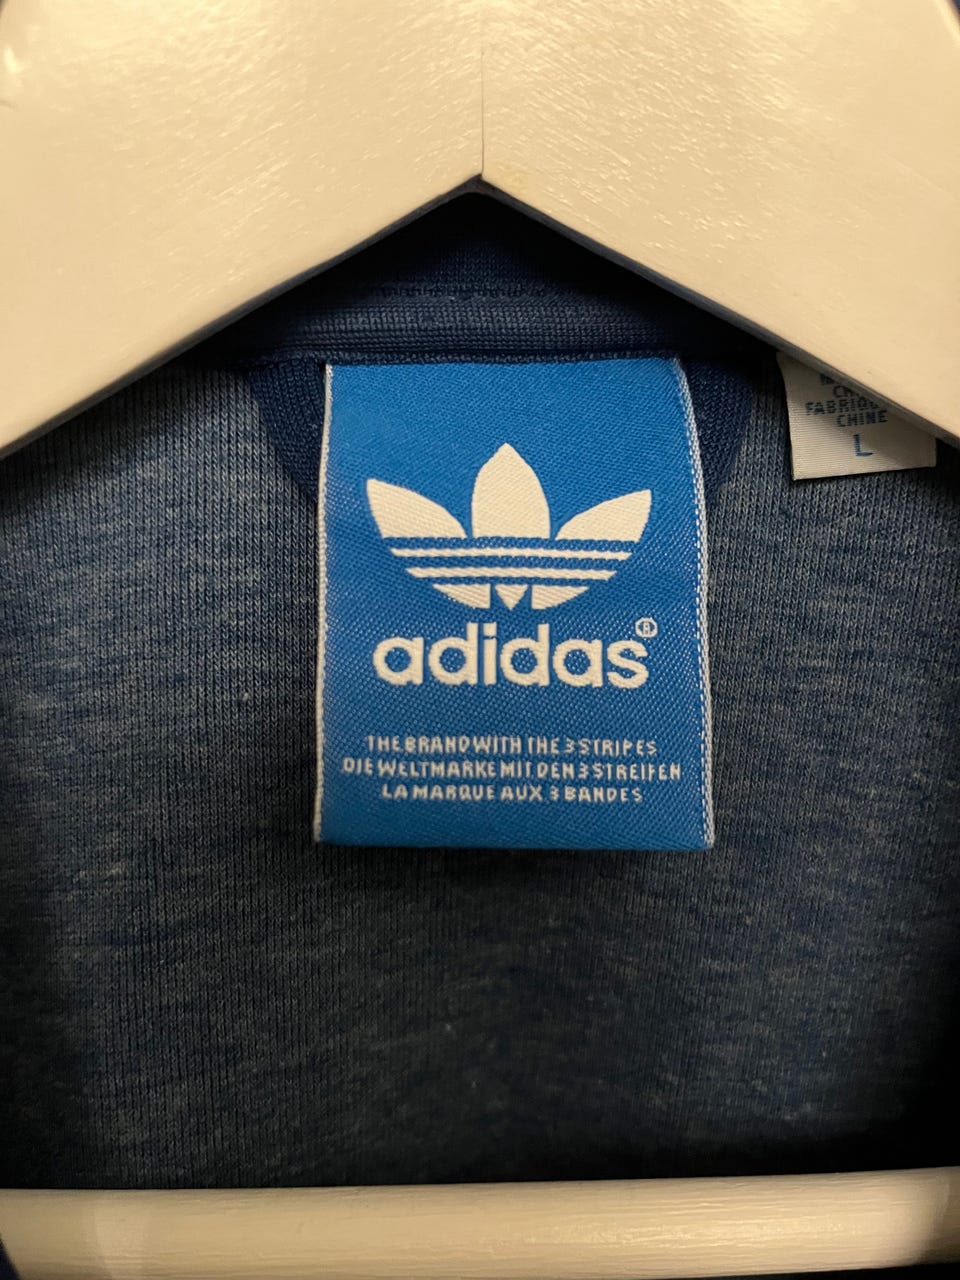 adidas®
THE BRAND WITH THE 3 STRIPES
DIE WELTMARKE MIT DEN 3 STREIFEN
LA MARQUE AUX 3 BANDES
CHINE
L